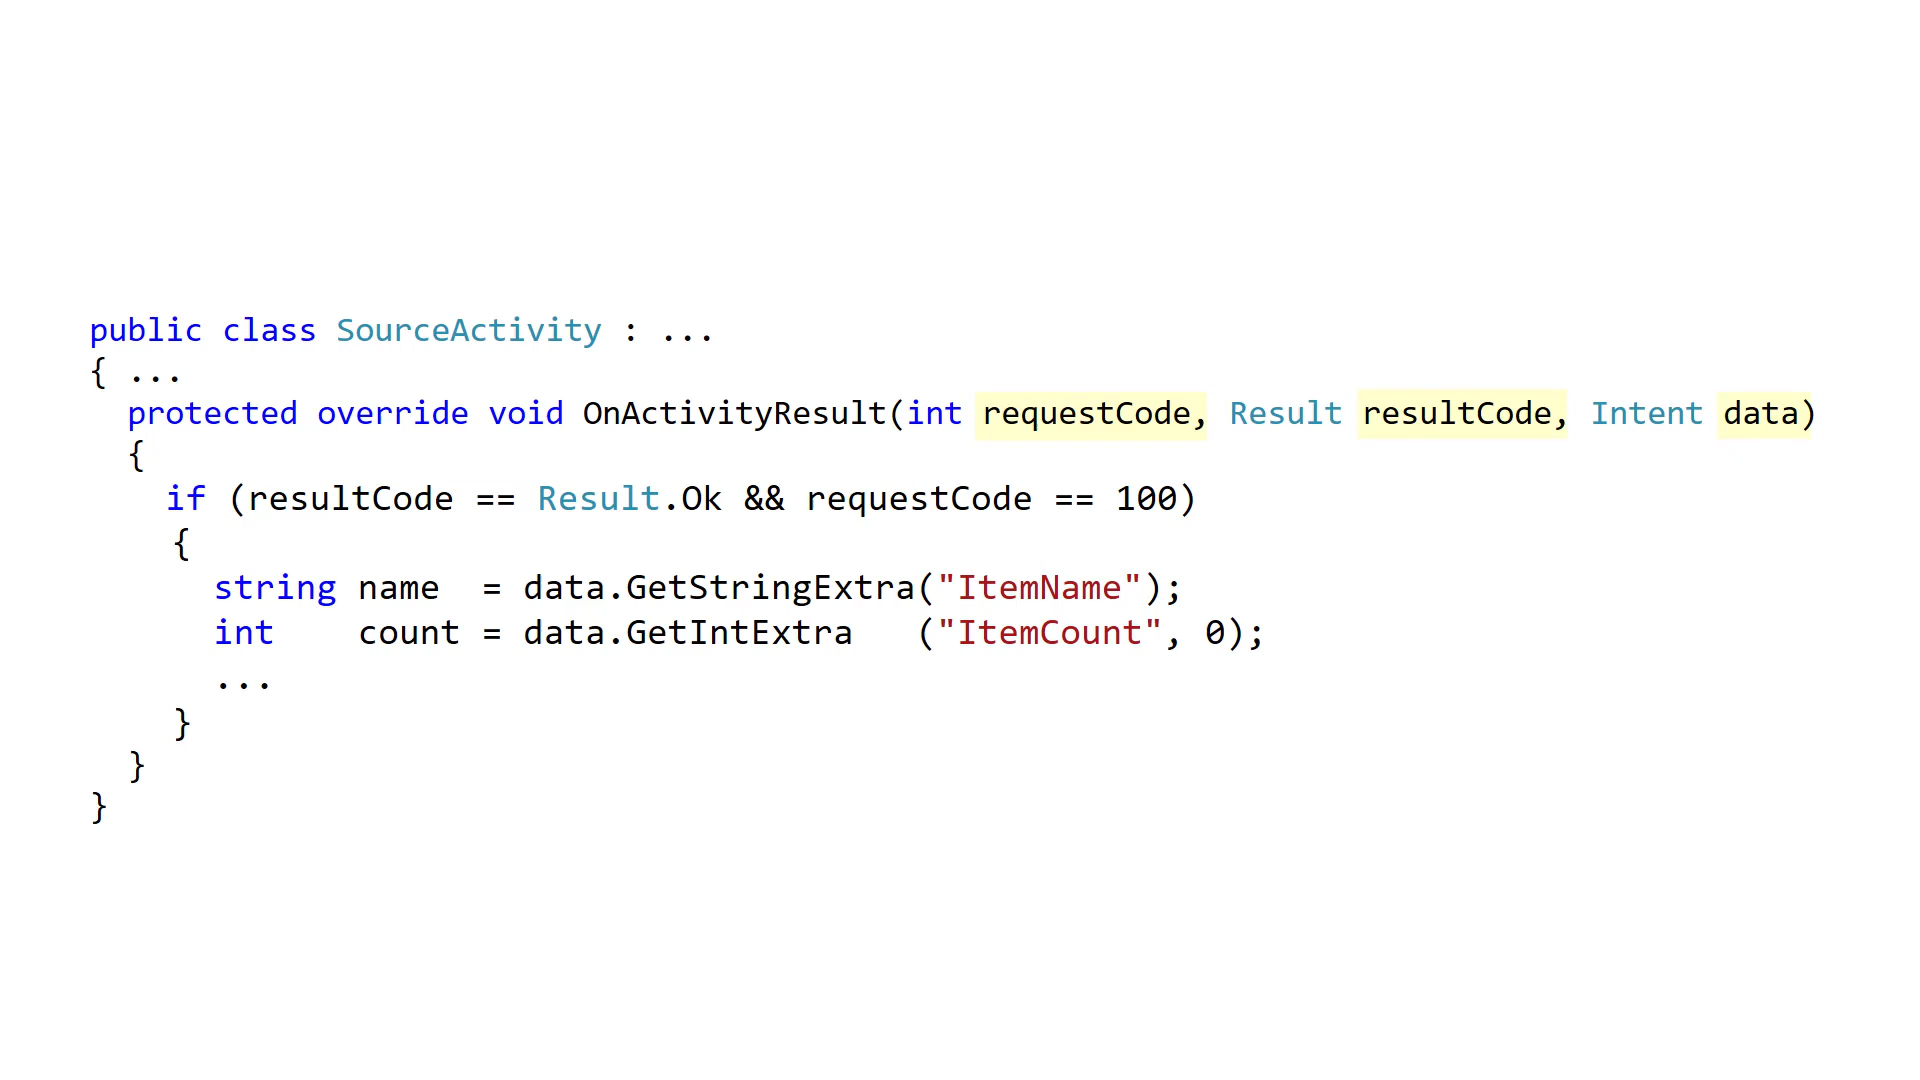 public class SourceActivity : ...
{ ...
  protected override void OnActivityResult(int requestCode, Result resultCode, Intent data)
  {
    if (resultCode == Result.Ok && requestCode == 100)
    {
      string name  = data.GetStringExtra("ItemName");
      int    count = data.GetIntExtra   ("ItemCount", 0);
      ...
    }
  }
}